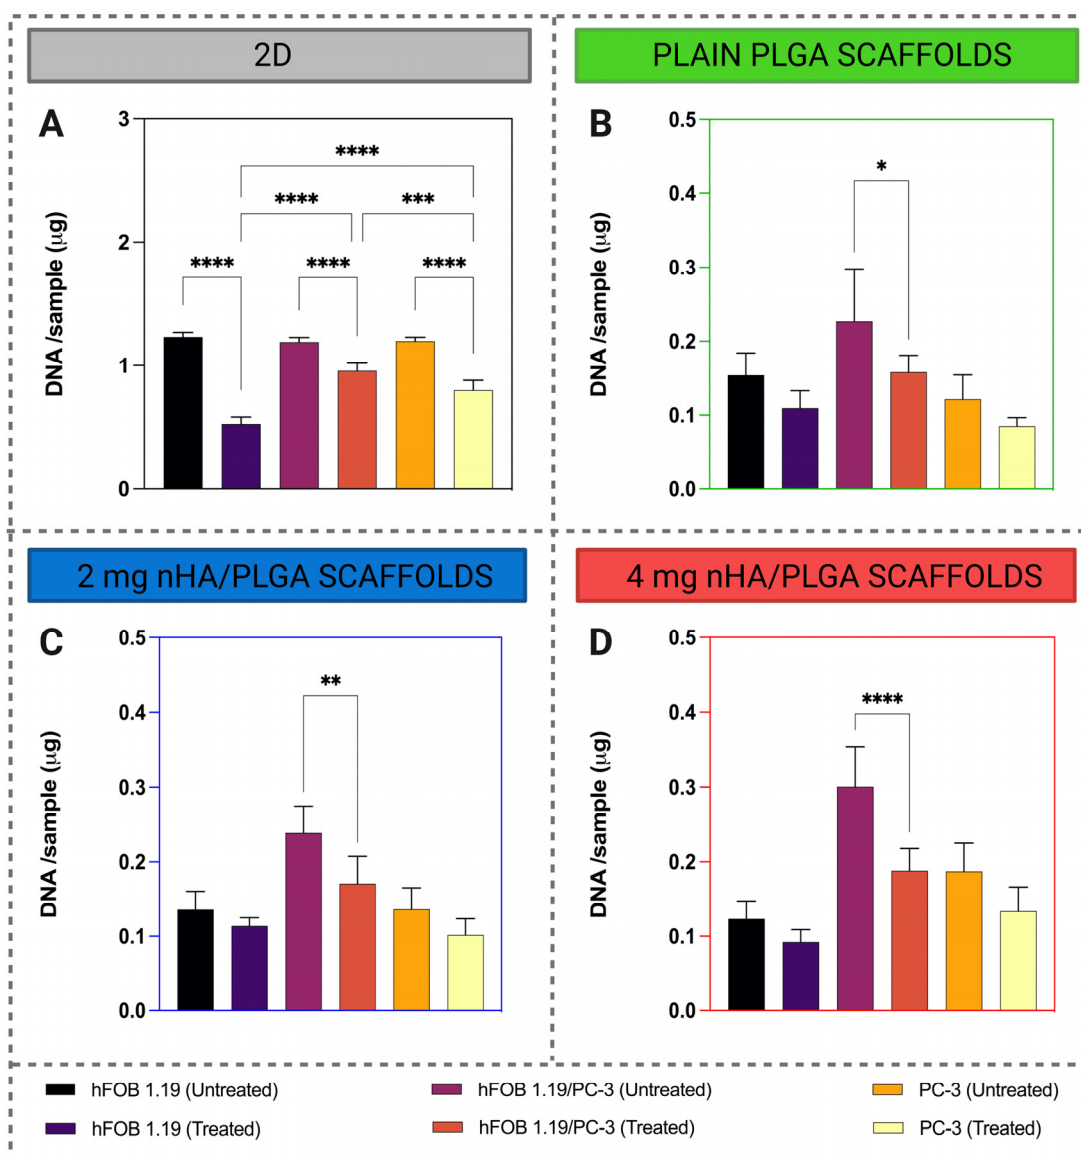 2D
PLAIN PLGA SCAFFOLDS
A
DNA /sample (μg)
3
2
1
0
****
**** ***
**** **** ****
B
DNA /sample (μg)
0.5
0.4
0.3
0.2
0.1
0.0
*
2 mg nHA/PLGA SCAFFOLDS
4 mg nHA/PLGA SCAFFOLDS
C
DNA /sample (μg)
0.5
0.4
0.3
0.2
0.1
0.0
**
D
DNA /sample (μg)
0.5
0.4
0.3
0.2
0.1
0.0
****
hFOB 1.19 (Untreated)
hFOB 1.19/PC-3 (Untreated)
PC-3 (Untreated)
hFOB 1.19 (Treated)
hFOB 1.19/PC-3 (Treated)
PC-3 (Treated)